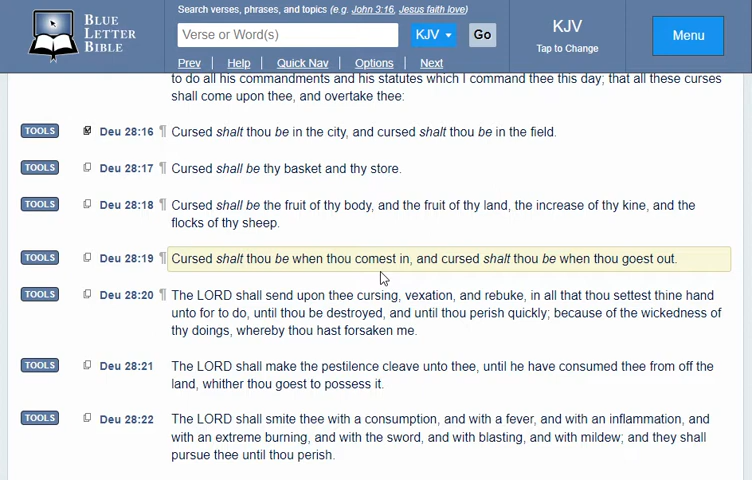 BLUE
LETTER
BIBLE
Search verses, phrases, and topics (e.g. John 3:16, Jesus faith love)
Verse or Word(s)
KJV
Go
Prev | Help | Quick Nav | Options | Next
KJV
Tap to Change
Menu
to do all his commandments and his statutes which I command thee this day; that all these curses
shall come upon thee, and overtake thee:
TOOLS Deu 28:16 ¶ Cursed shalt thou be in the city, and cursed shalt thou be in the field.
TOOLS Deu 28:17 ¶ Cursed shall be thy basket and thy store.
TOOLS Deu 28:18 ¶ Cursed shall be the fruit of thy body, and the fruit of thy land, the increase of thy kine, and the
flocks of thy sheep.
TOOLS Deu 28:19 ¶ Cursed shalt thou be when thou comest in, and cursed shalt thou be when thou goest out.
TOOLS Deu 28:20 ¶ The LORD shall send upon thee cursing, vexation, and rebuke, in all that thou settest thine hand
unto for to do, until thou be destroyed, and until thou perish quickly; because of the wickedness of
thy doings, whereby thou hast forsaken me.
TOOLS Deu 28:21 The LORD shall make the pestilence cleave unto thee, until he have consumed thee from off the
land, whither thou goest to possess it.
TOOLS Deu 28:22 The LORD shall smite thee with a consumption, and with a fever, and with an inflammation, and
with an extreme burning, and with the sword, and with blasting, and with mildew; and they shall
pursue thee until thou perish.